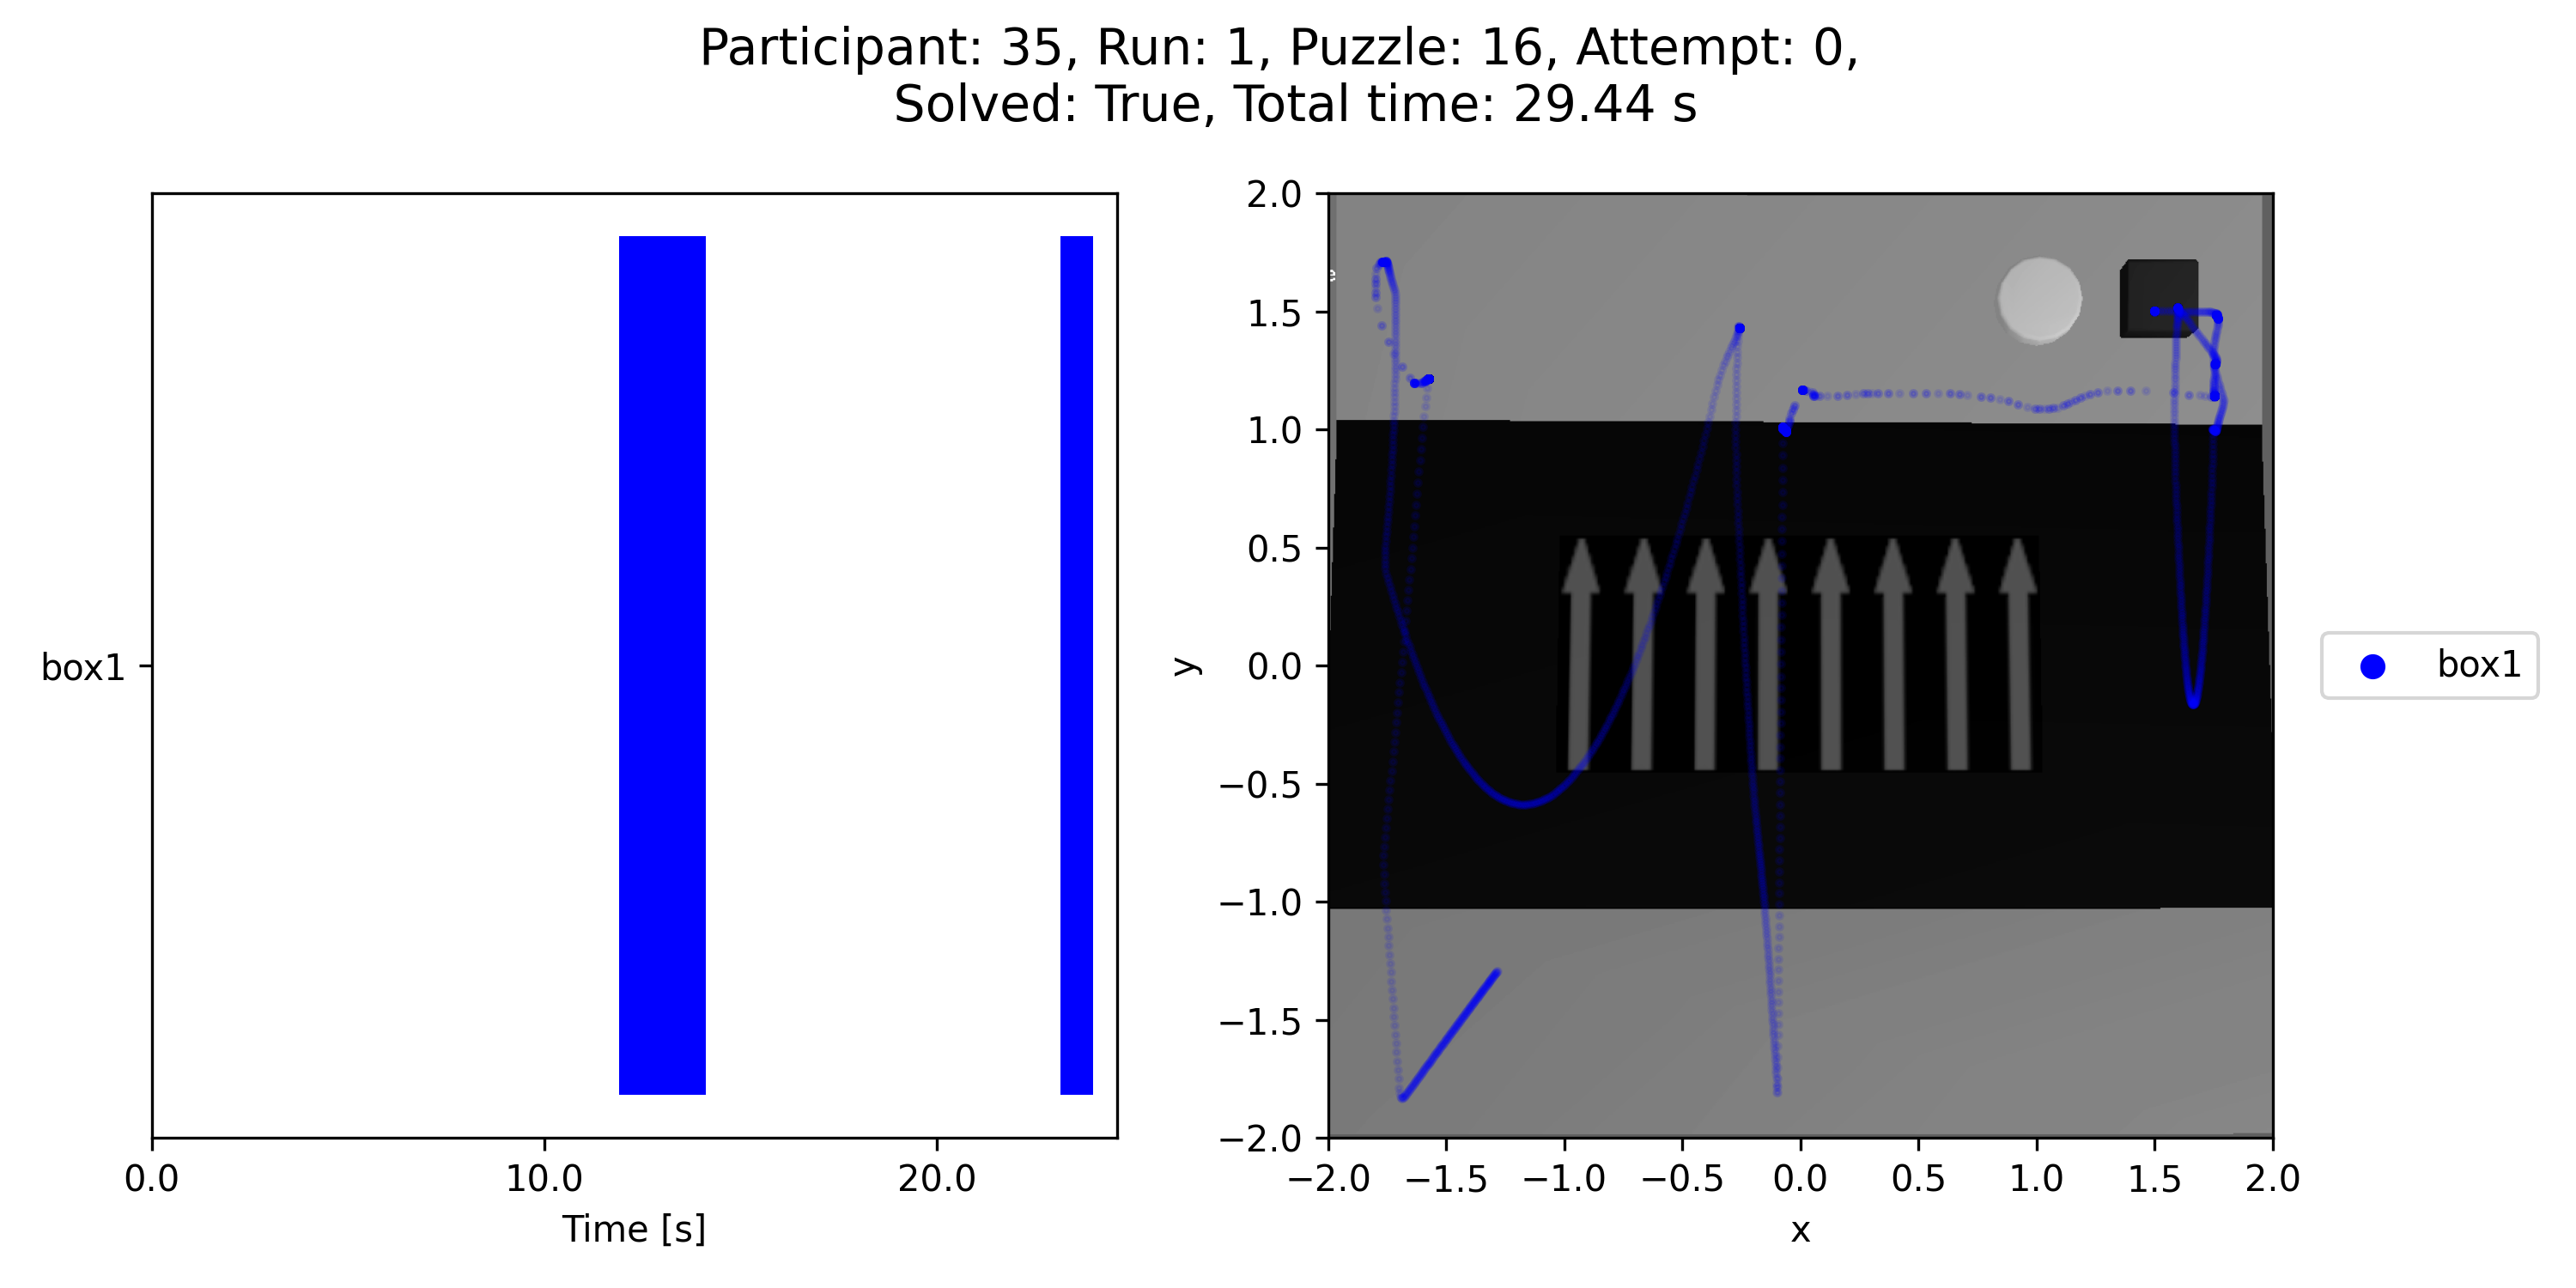 Participant: 35, Run: 1, Puzzle: 16, Attempt: 0,
Solved: True, Total time: 29.44 s
box1
0.0 10.0 20.0
Time [s]
2.0
1.5
1.0
0.5
0.0
−0.5
−1.0
−1.5
−2.0
y
e
−2.0 −1.5 −1.0 −0.5 0.0 0.5 1.0 1.5 2.0
x
box1